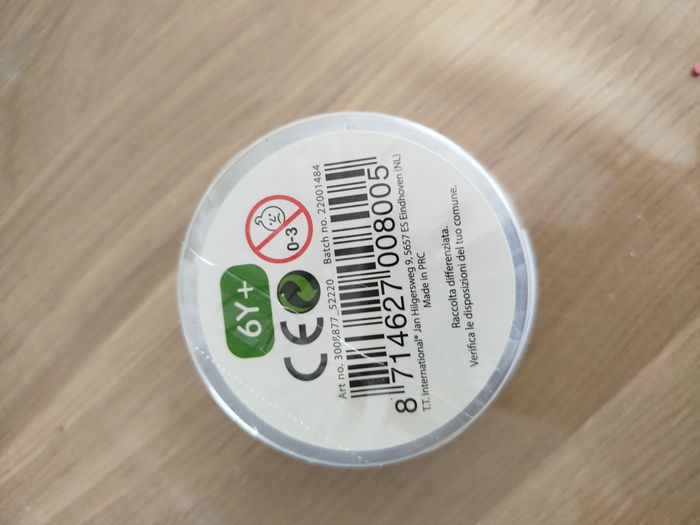 6Y+
0-3
CE
Art no. 3008877_52220 Batch no. 22001484
8 714627 008005
T.T. International® Jan Hilgersweg 9, 5657 ES Eindhoven (NL)
Made in PRC
Raccolta differenziata.
Verifica le disposizioni del tuo comune.